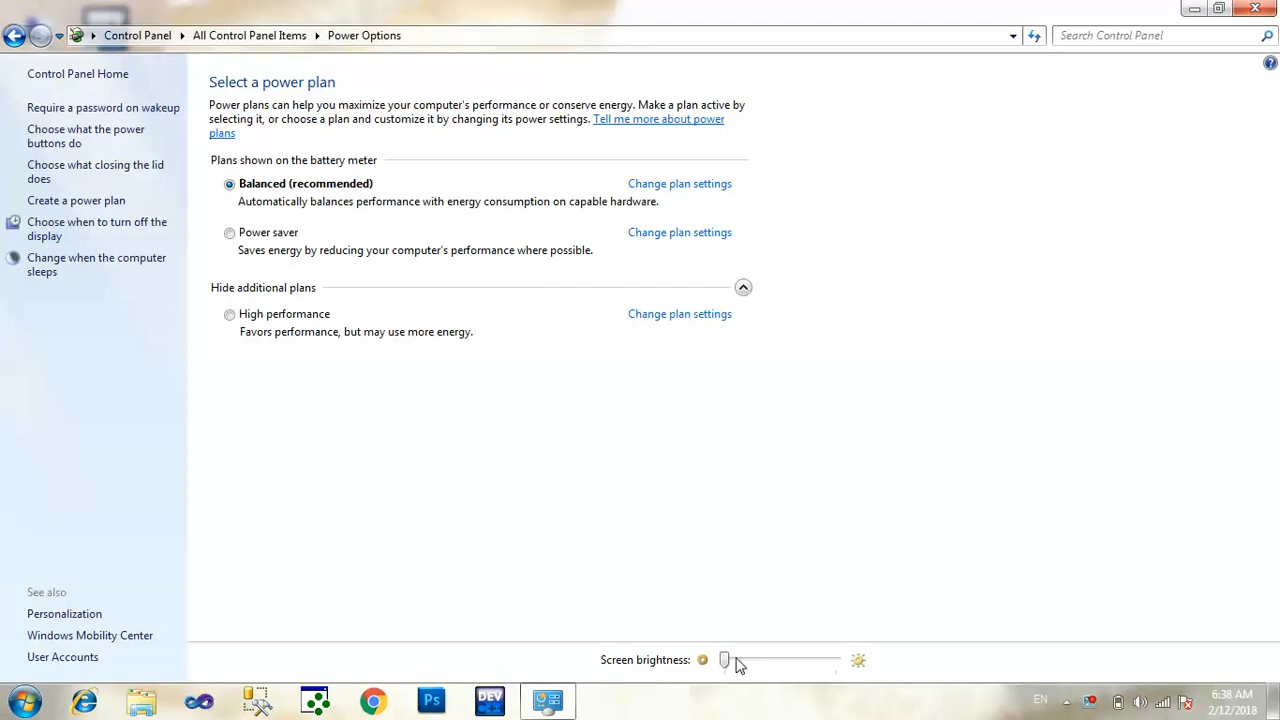 Control Panel All Control Panel Items Power Options
Search Control Panel
Control Panel Home
Require a password on wakeup
Choose what the power
buttons do
Choose what closing the lid
does
Create a power plan
Choose when to turn off the
display
Change when the computer
sleeps
Select a power plan
Power plans can help you maximize your computer's performance or conserve energy. Make a plan active by
selecting it, or choose a plan and customize it by changing its power settings. Tell me more about power
plans
Plans shown on the battery meter
Balanced (recommended) Change plan settings
Automatically balances performance with energy consumption on capable hardware.
Power saver Change plan settings
Saves energy by reducing your computer's performance where possible.
Hide additional plans
High performance Change plan settings
Favors performance, but may use more energy.
See also
Personalization
Windows Mobility Center
User Accounts
Screen brightness:
Ps
DEV
EN
6:38 AM
2/12/2018